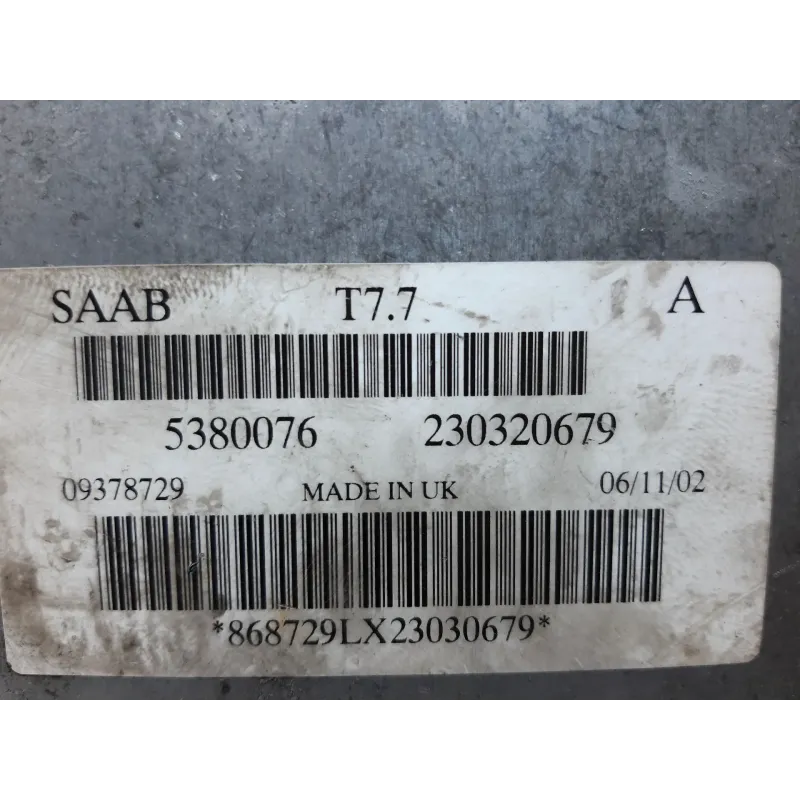 SAAB T7.7 A
5380076 230320679
09378729 MADE IN UK 06/11/02
*868729LX23030679*